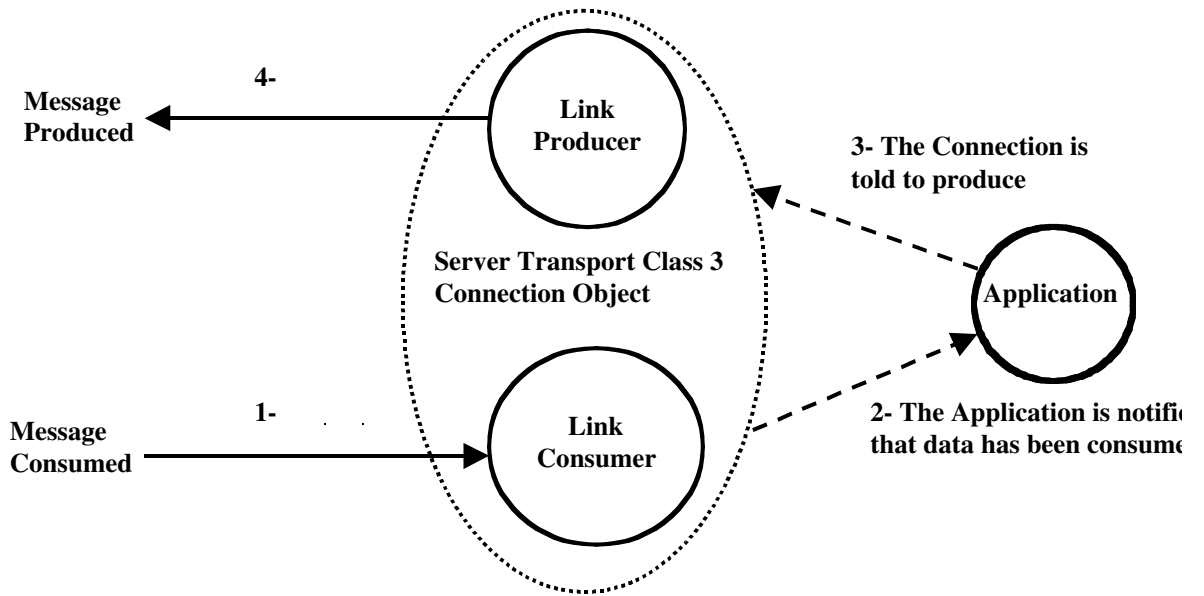 4-
Message
Produced
Link
Producer
3- The Connection is
told to produce
Server Transport Class 3
Connection Object
Application
1-
Message
Consumed
Link
Consumer
2- The Application is notifie
that data has been consume